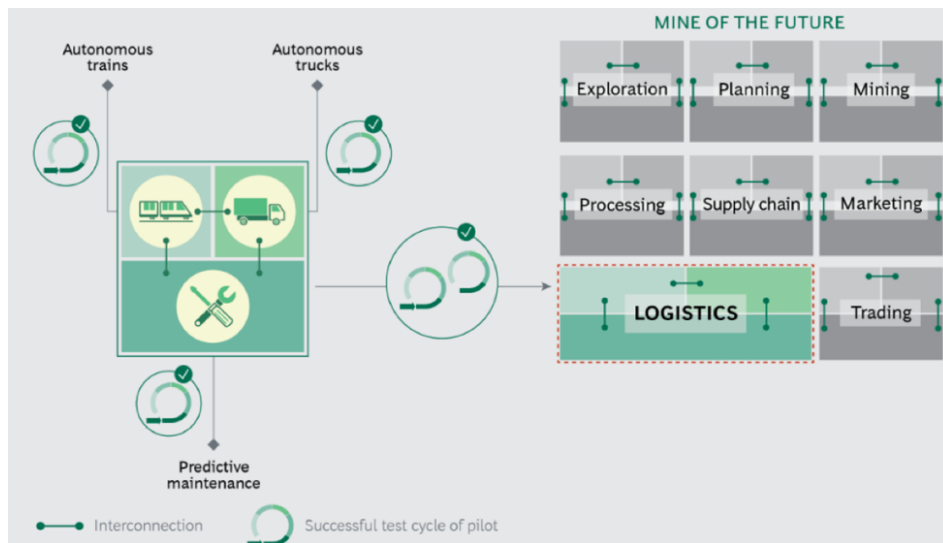 MINE OF THE FUTURE
Autonomous
trains
Autonomous
trucks
Exploration
Planning
Mining
Processing
Supply chain
Marketing
LOGISTICS
Trading
Predictive
maintenance
Interconnection
Successful test cycle of pilot